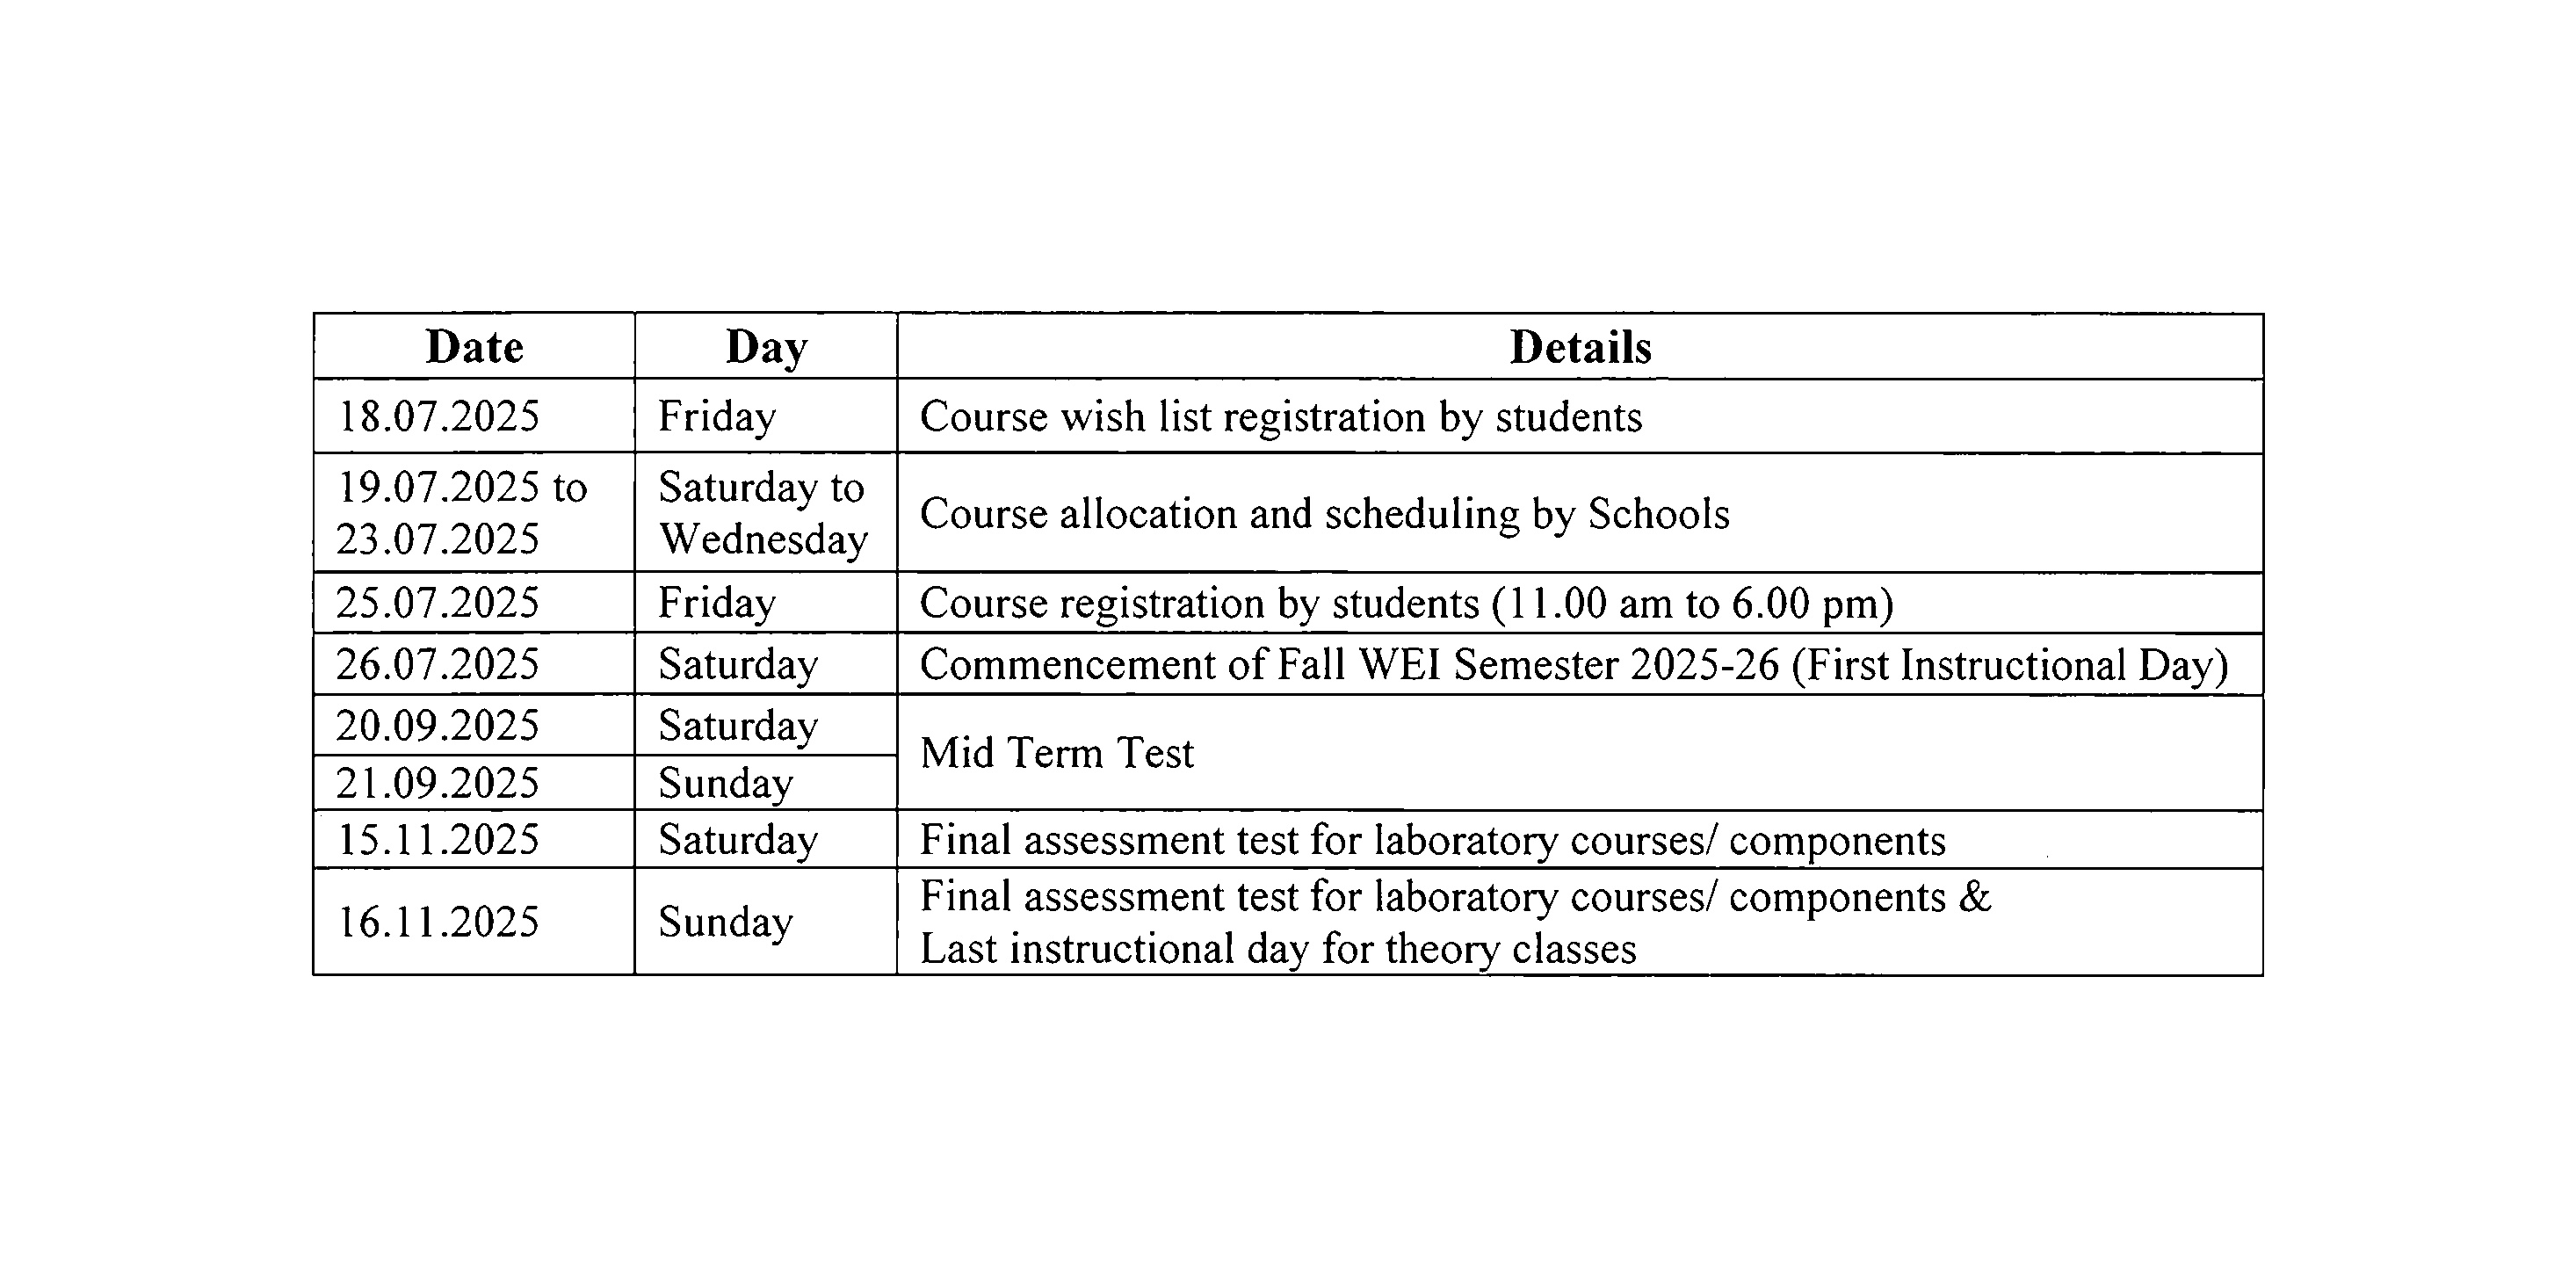 Date Day Details
18.07.2025 Friday Course wish list registration by students
19.07.2025 to Saturday to
23.07.2025 Wednesday
Course allocation and scheduling by Schools
25.07.2025 Friday Course registration by students (11.00 am to 6.00 pm)
26.07.2025 Saturday Commencement of Fall WEI Semester 2025-26 (First Instructional Day)
20.09.2025 Saturday
21.09.2025 Sunday
Mid Term Test
15.11.2025 Saturday Final assessment test for laboratory courses/ components
16.11.2025 Sunday
Final assessment test for laboratory courses/ components &
Last instructional day for theory classes